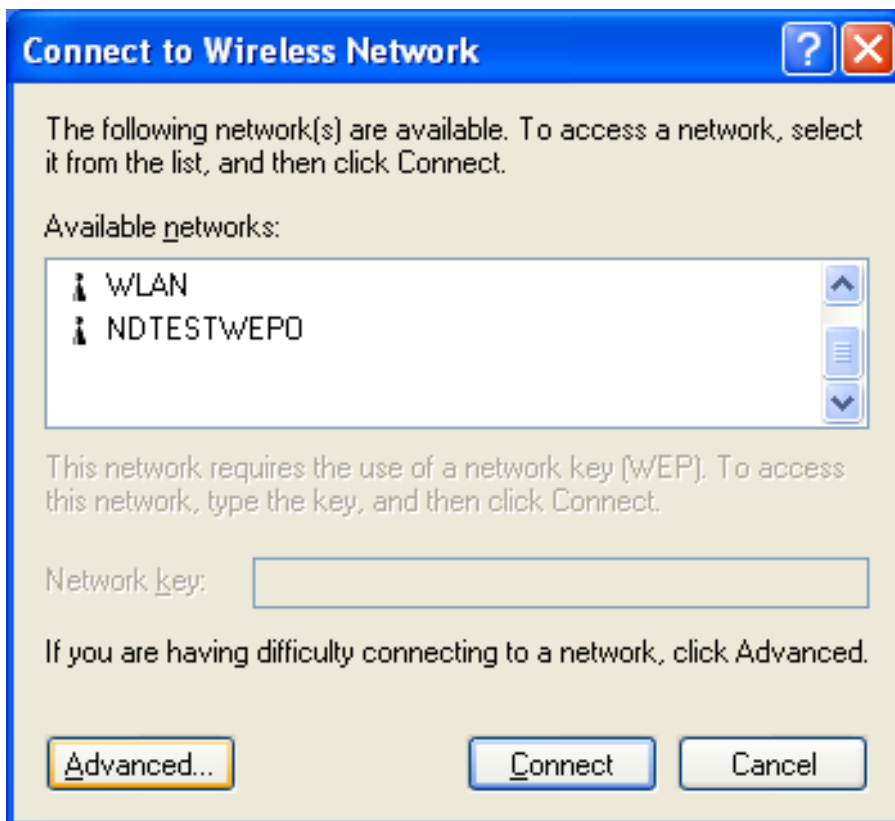 Connect to Wireless Network
The following network(s) are available. To access a network, select
it from the list, and then click Connect.
Available networks:
WLAN
NDTESTWEP0
This network requires the use of a network key (WEP). To access
this network, type the key, and then click Connect.
Network key:
If you are having difficulty connecting to a network, click Advanced.
Advanced... Connect Cancel